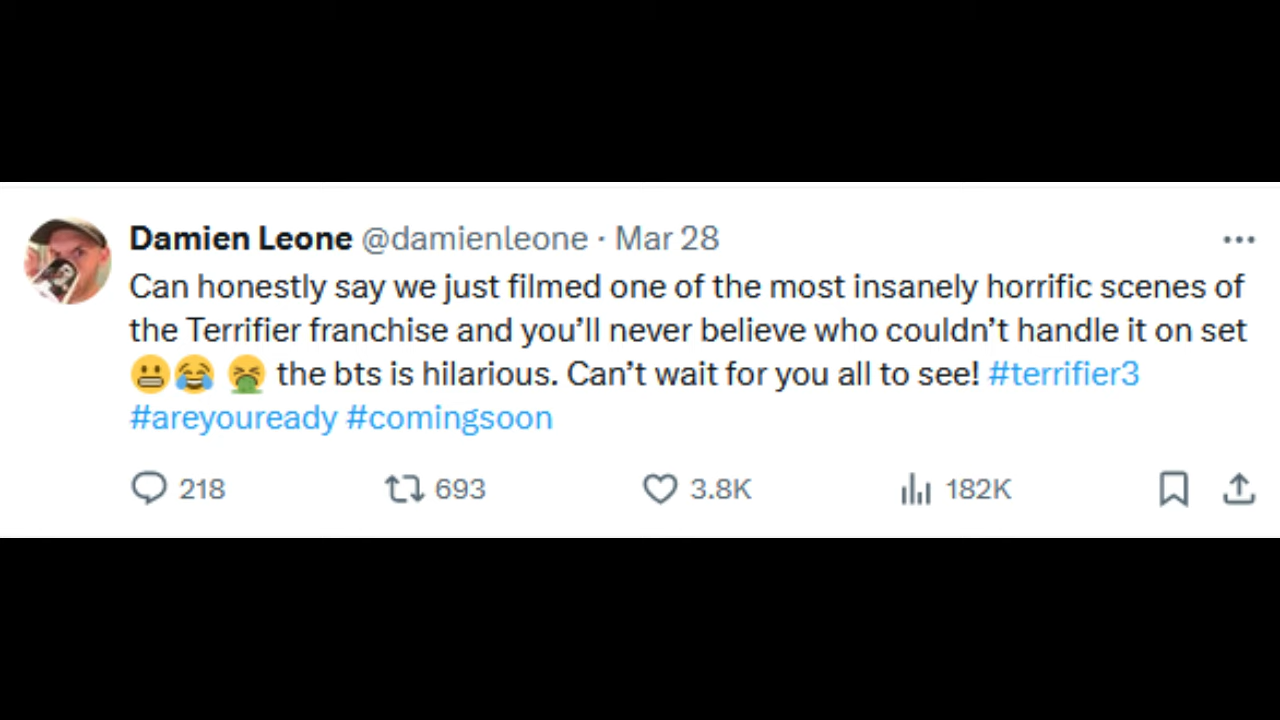 Damien Leone @damienleone · Mar 28
Can honestly say we just filmed one of the most insanely horrific scenes of
the Terrifier franchise and you’ll never believe who couldn’t handle it on set
😬😂 🤮 the bts is hilarious. Can’t wait for you all to see! #terrifier3
#areyouready #comingsoon
218 693 3.8K 182K